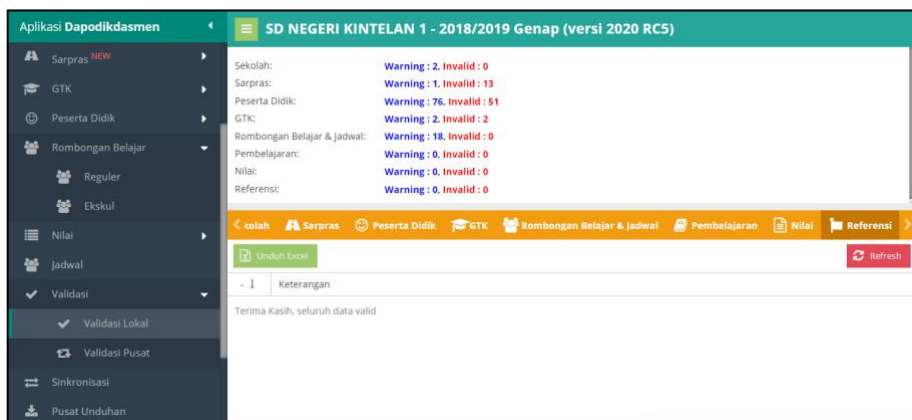 Aplikasi Dapodikdasmen
SD NEGERI KINTELAN 1 - 2018/2019 Genap (versi 2020 RC5)
Sarpras NEW
GTK
Peserta Didik
Rombongan Belajar
Reguler
Ekskul
Nilai
Jadwal
Validasi
Validasi Lokal
Validasi Pusat
Sinkronisasi
Pusat Unduhan
Sekolah: Warning : 2, Invalid : 0
Sarpras: Warning : 1, Invalid : 13
Peserta Didik: Warning : 76, Invalid : 51
GTK: Warning : 2, Invalid : 2
Rombongan Belajar & Jadwal: Warning : 18, Invalid : 0
Pembelajaran: Warning : 0, Invalid : 0
Nilai: Warning : 0, Invalid : 0
Referensi: Warning : 0, Invalid : 0
kolah Sarpras Peserta Didik GTK Rombongan Belajar & Jadwal Pembelajaran Nilai Referensi
Unduh Excel Refresh
- Keterangan
Terima Kasih, seluruh data valid